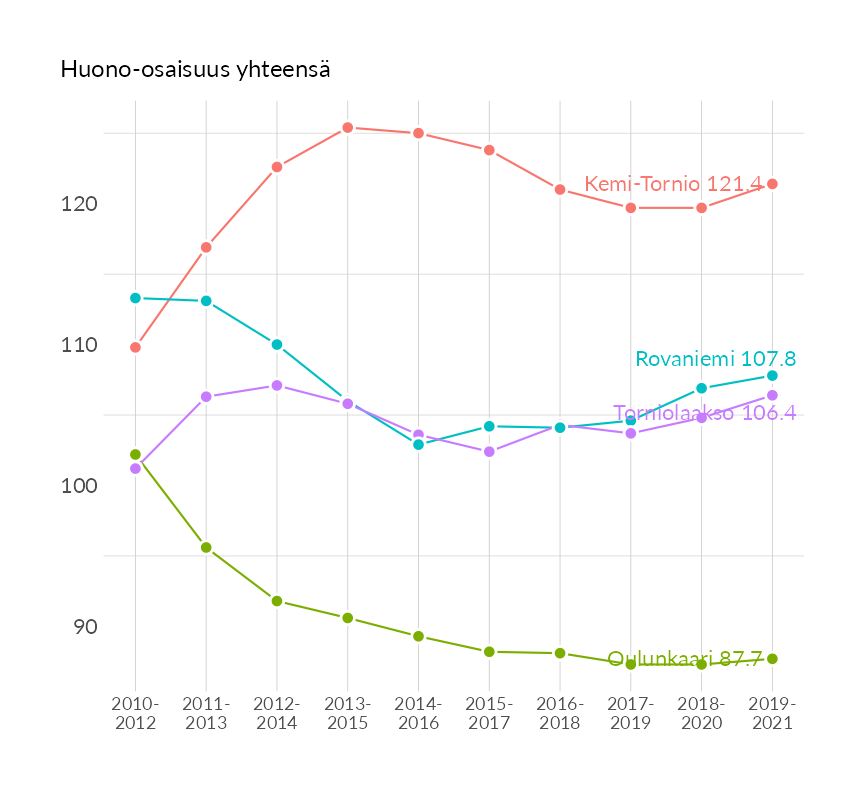 Huono-osaisuus yhteensä
120
110
100
90
Kemi-Tornio 121.4
Rovaniemi 107.8
Torniolaakso 106.4
Oulunkaari 87.7
2010- 2011- 2012- 2013- 2014- 2015- 2016- 2017- 2018- 2019-
2012 2013 2014 2015 2016 2017 2018 2019 2020 2021